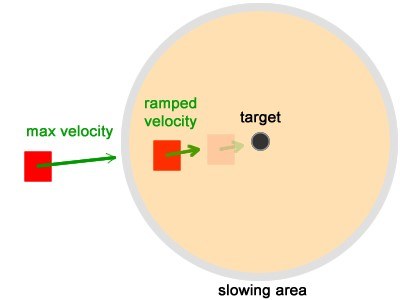 ramped
velocity
target
max velocity
slowing area